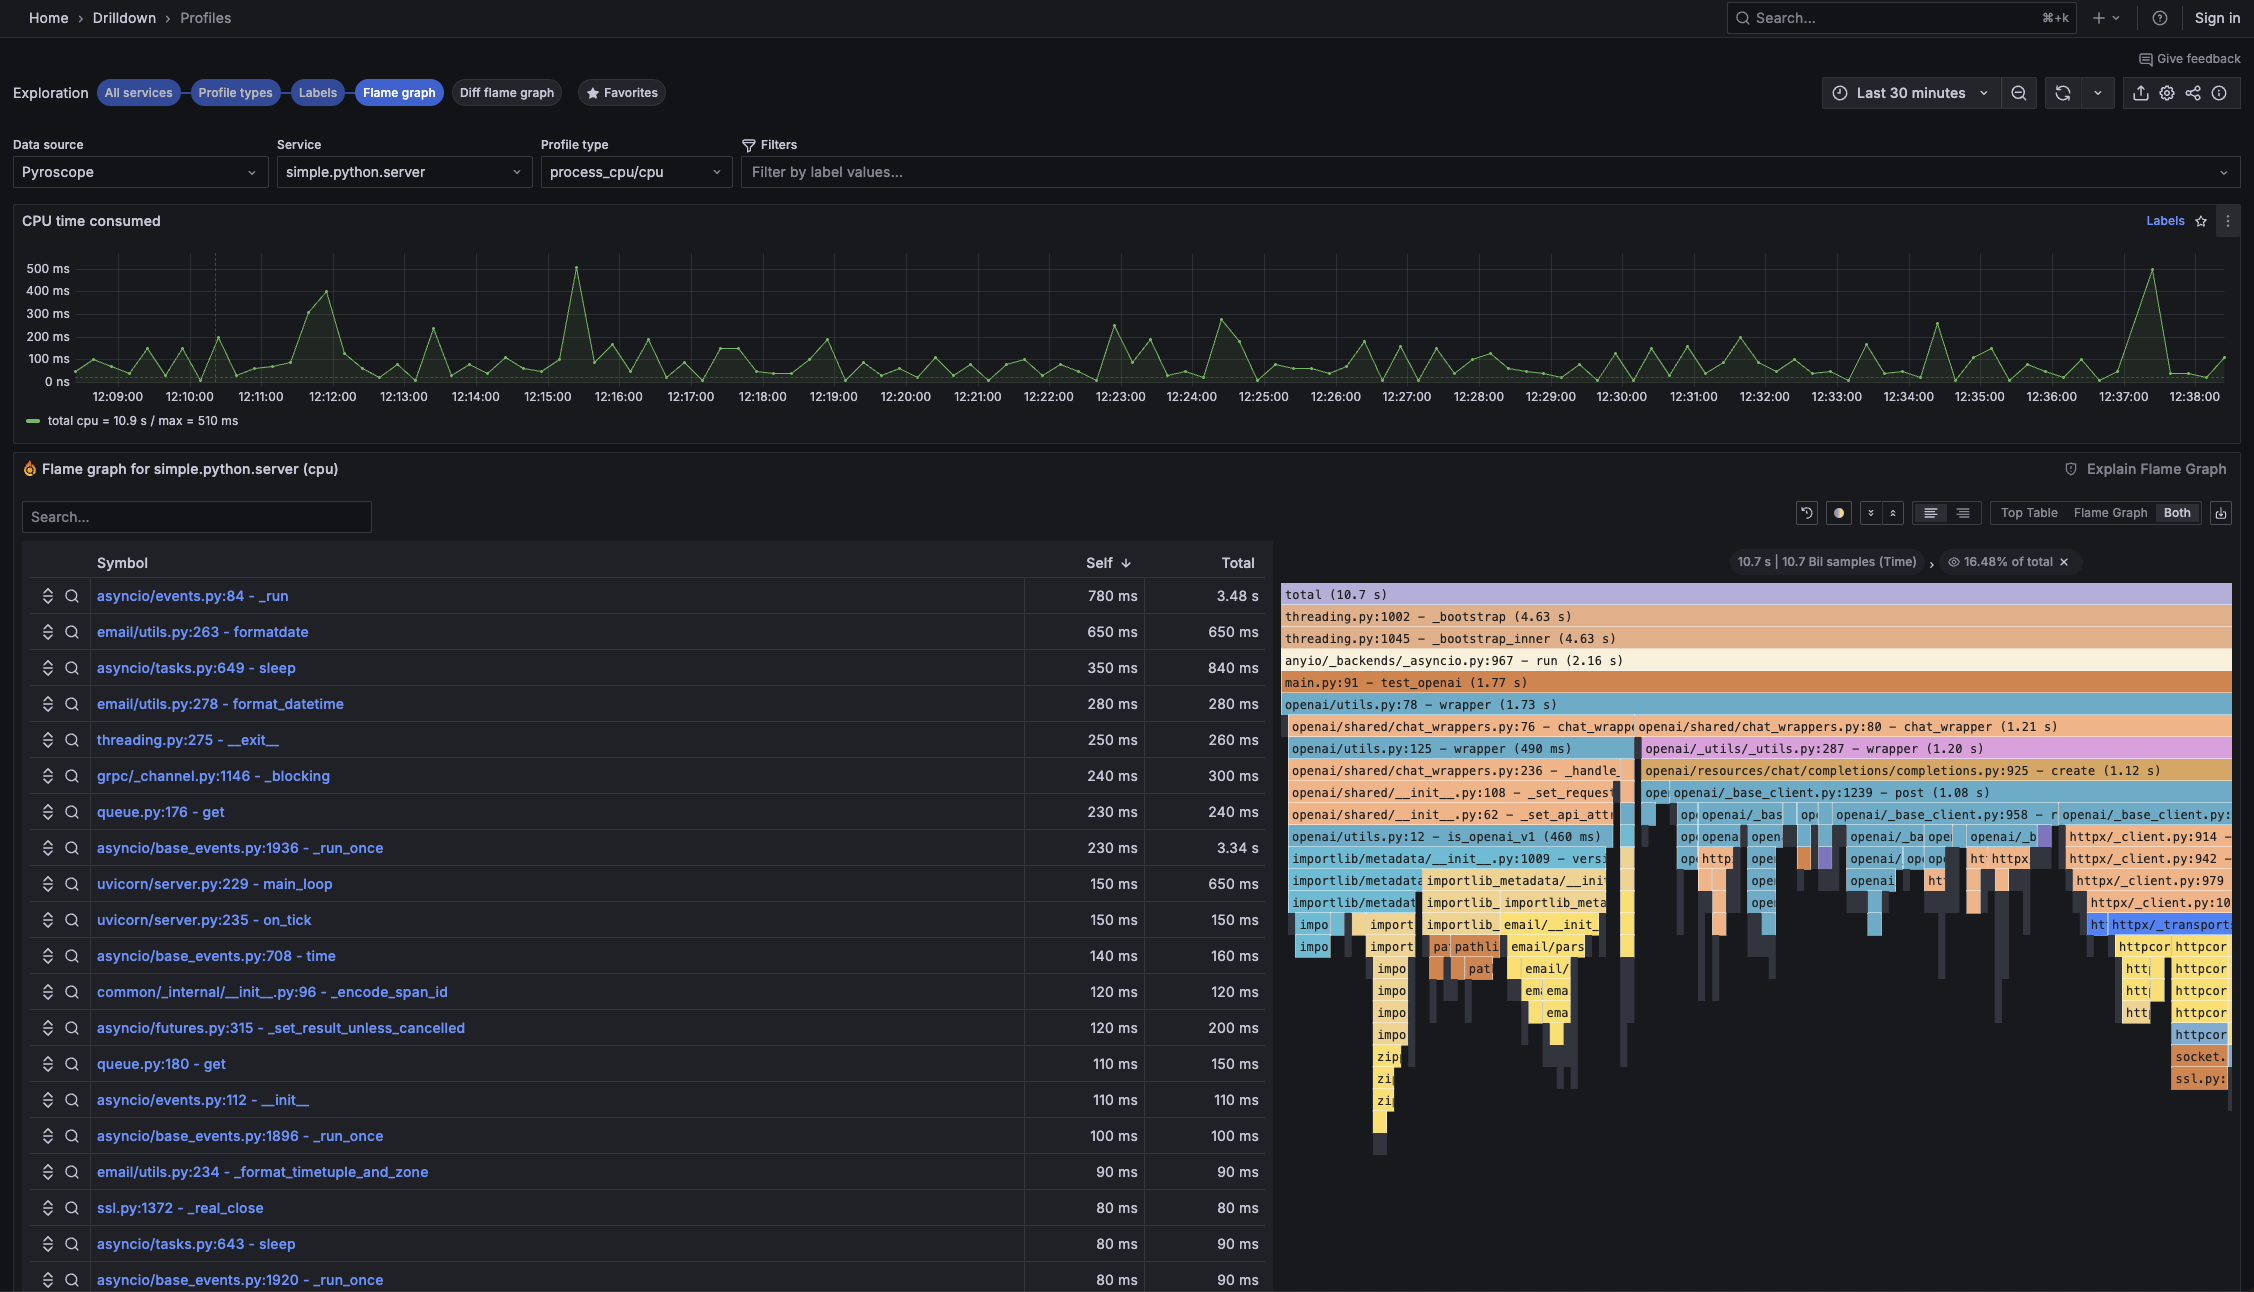 Home › Drilldown › Profiles
Search... ⌘+k
Sign in
Give feedback
Exploration All services Profile types Labels Flame graph Diff flame graph Favorites
Last 30 minutes
Data source Service Profile type Filters
Pyroscope simple.python.server process_cpu/cpu Filter by label values...
CPU time consumed
Labels
500 ms
400 ms
300 ms
200 ms
100 ms
0 ns
12:09:00 12:10:00 12:11:00 12:12:00 12:13:00 12:14:00 12:15:00 12:16:00 12:17:00 12:18:00 12:19:00 12:20:00 12:21:00 12:22:00 12:23:00 12:24:00 12:25:00 12:26:00 12:27:00 12:28:00 12:29:00 12:30:00 12:31:00 12:32:00 12:33:00 12:34:00 12:35:00 12:36:00 12:37:00 12:38:00
total cpu = 10.9 s / max = 510 ms
Flame graph for simple.python.server (cpu)
Explain Flame Graph
Search...
Top Table Flame Graph Both
Symbol Self Total
asyncio/events.py:84 - _run 780 ms 3.48 s
email/utils.py:263 - formatdate 650 ms 650 ms
asyncio/tasks.py:649 - sleep 350 ms 840 ms
email/utils.py:278 - format_datetime 280 ms 280 ms
threading.py:275 - __exit__ 250 ms 260 ms
grpc/_channel.py:1146 - _blocking 240 ms 300 ms
queue.py:176 - get 230 ms 240 ms
asyncio/base_events.py:1936 - _run_once 230 ms 3.34 s
uvicorn/server.py:229 - main_loop 150 ms 650 ms
uvicorn/server.py:235 - on_tick 150 ms 150 ms
asyncio/base_events.py:708 - time 140 ms 160 ms
common/_internal/__init__.py:96 - _encode_span_id 120 ms 120 ms
asyncio/futures.py:315 - _set_result_unless_cancelled 120 ms 200 ms
queue.py:180 - get 110 ms 150 ms
asyncio/events.py:112 - __init__ 110 ms 110 ms
asyncio/base_events.py:1896 - _run_once 100 ms 100 ms
email/utils.py:234 - _format_timetuple_and_zone 90 ms 90 ms
ssl.py:1372 - _real_close 80 ms 80 ms
asyncio/tasks.py:643 - sleep 80 ms 90 ms
asyncio/base_events.py:1920 - _run_once 80 ms 90 ms
10.7 s | 10.7 Bil samples (Time) › 16.48% of total
total (10.7 s)
threading.py:1002 - _bootstrap (4.63 s)
threading.py:1045 - _bootstrap_inner (4.63 s)
anyio/_backends/_asyncio.py:967 - run (2.16 s)
main.py:91 - test_openai (1.77 s)
openai/utils.py:78 - wrapper (1.73 s)
openai/shared/chat_wrappers.py:76 - chat_wrapp openai/shared/chat_wrappers.py:80 - chat_wrapper (1.21 s)
openai/utils.py:125 - wrapper (490 ms) openai/_utils/_utils.py:287 - wrapper (1.20 s)
openai/shared/chat_wrappers.py:236 - _handle_ openai/resources/chat/completions/completions.py:925 - create (1.12 s)
openai/shared/__init__.py:108 - _set_request ope openai/_base_client.py:1239 - post (1.08 s)
openai/shared/__init__.py:62 - _set_api_attr op openai/_bas op openai/_base_client.py:958 - r openai/_base_client.py:
openai/utils.py:12 - is_openai_v1 (460 ms) op openai open openai/_ba ope openai/_b httpx/_client.py:914 -
importlib/metadata/__init__.py:1009 - versi op httpx ope openai/ op ope ht httpx httpx/_client.py:942 -
importlib/metadata importlib_metadata/__init ope openai ht httpx/_client.py:979
importlib/metadat importlib_ importlib_meta ope httpx/_client.py:10
impo import importlib_ email/__init_ ht httpx/_transport
impo import pa pathli email/pars httpcor httpcor
impo pat email/ http httpcor
impo em ema http httpcor
impo ema http httpcor
impo httpcor
zip socket.
zi ssl.py:
zi